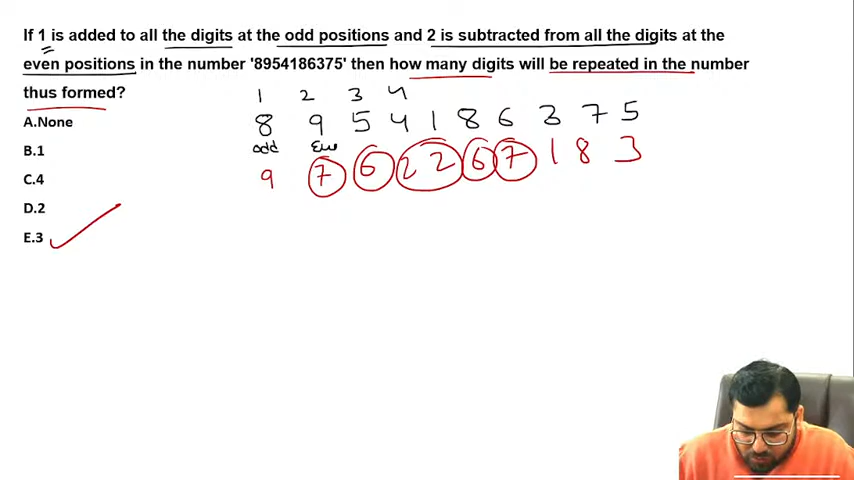 If 1 is added to all the digits at the odd positions and 2 is subtracted from all the digits at the
even positions in the number '8954186375' then how many digits will be repeated in the number
thus formed?
1 2 3 4
A.None
8 9 5 4 1 8 6 3 7 5
odd Eve
B.1
9 7 6 2 2 6 7 1 8 3
C.4
D.2
E.3